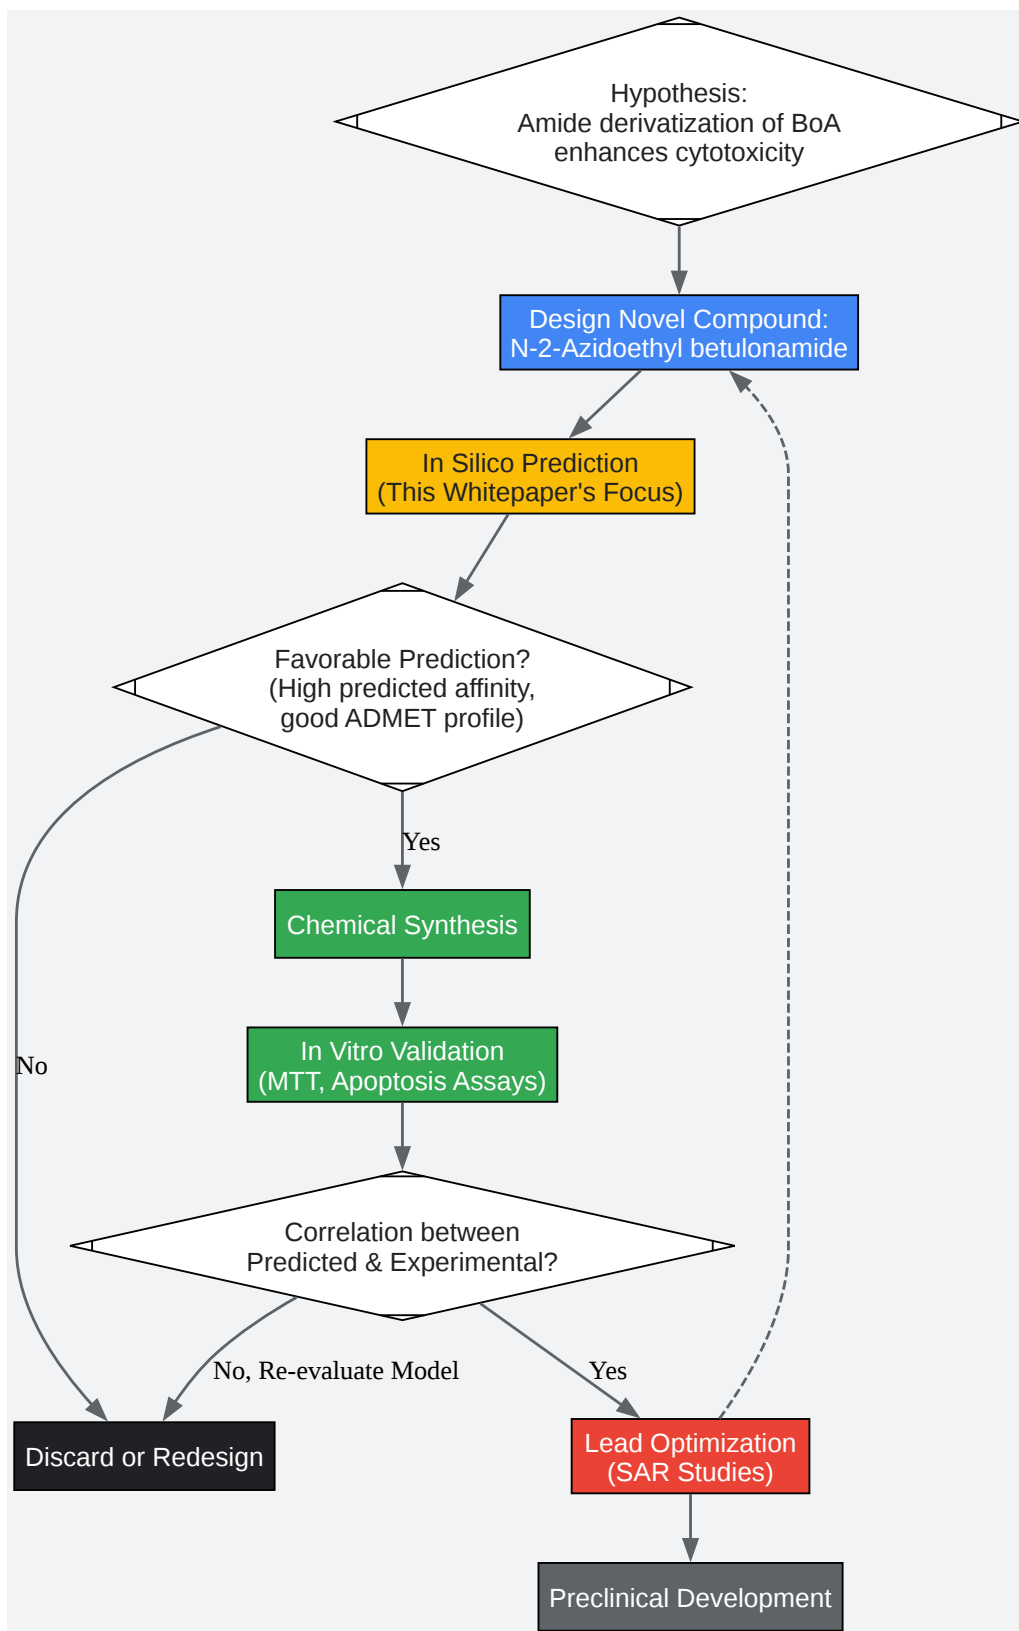 Hypothesis:
Amide derivatization of BoA
enhances cytotoxicity
Design Novel Compound:
N-2-Azidoethyl betulonamide
In Silico Prediction
(This Whitepaper's Focus)
Favorable Prediction?
(High predicted affinity,
good ADMET profile)
Yes
Chemical Synthesis
In Vitro Validation
(MTT, Apoptosis Assays)
No
Correlation between
Predicted & Experimental?
No, Re-evaluate Model
Yes
Discard or Redesign
Lead Optimization
(SAR Studies)
Preclinical Development